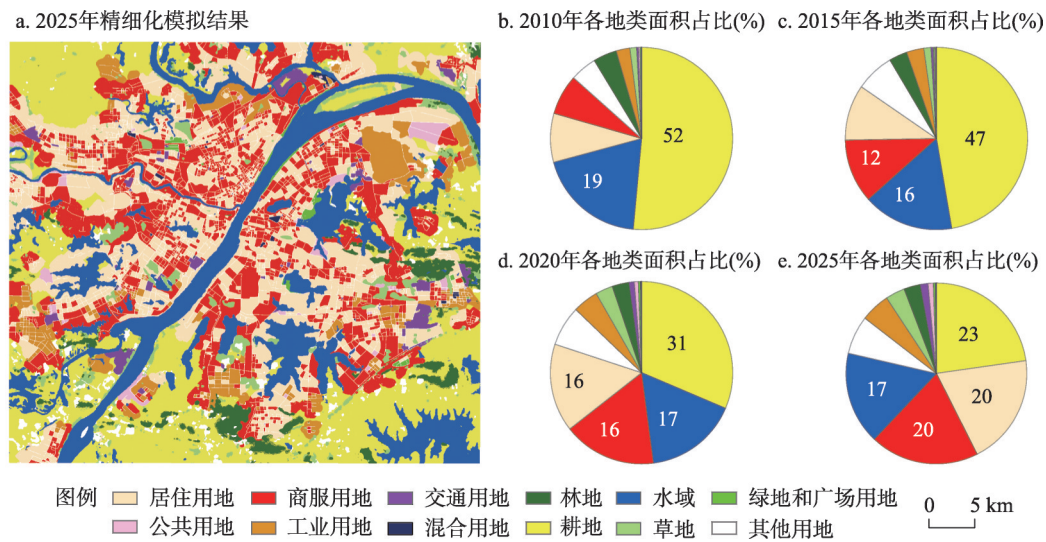 a. 2025年精细化模拟结果
b. 2010年各地类面积占比(%)
52
19
c. 2015年各地类面积占比(%)
47
12
16
d. 2020年各地类面积占比(%)
31
16
16
17
e. 2025年各地类面积占比(%)
23
17
20
20
图例 居住用地 商服用地 交通用地 林地 水域 绿地和广场用地
公共用地 工业用地 混合用地 耕地 草地 其他用地
0 5 km